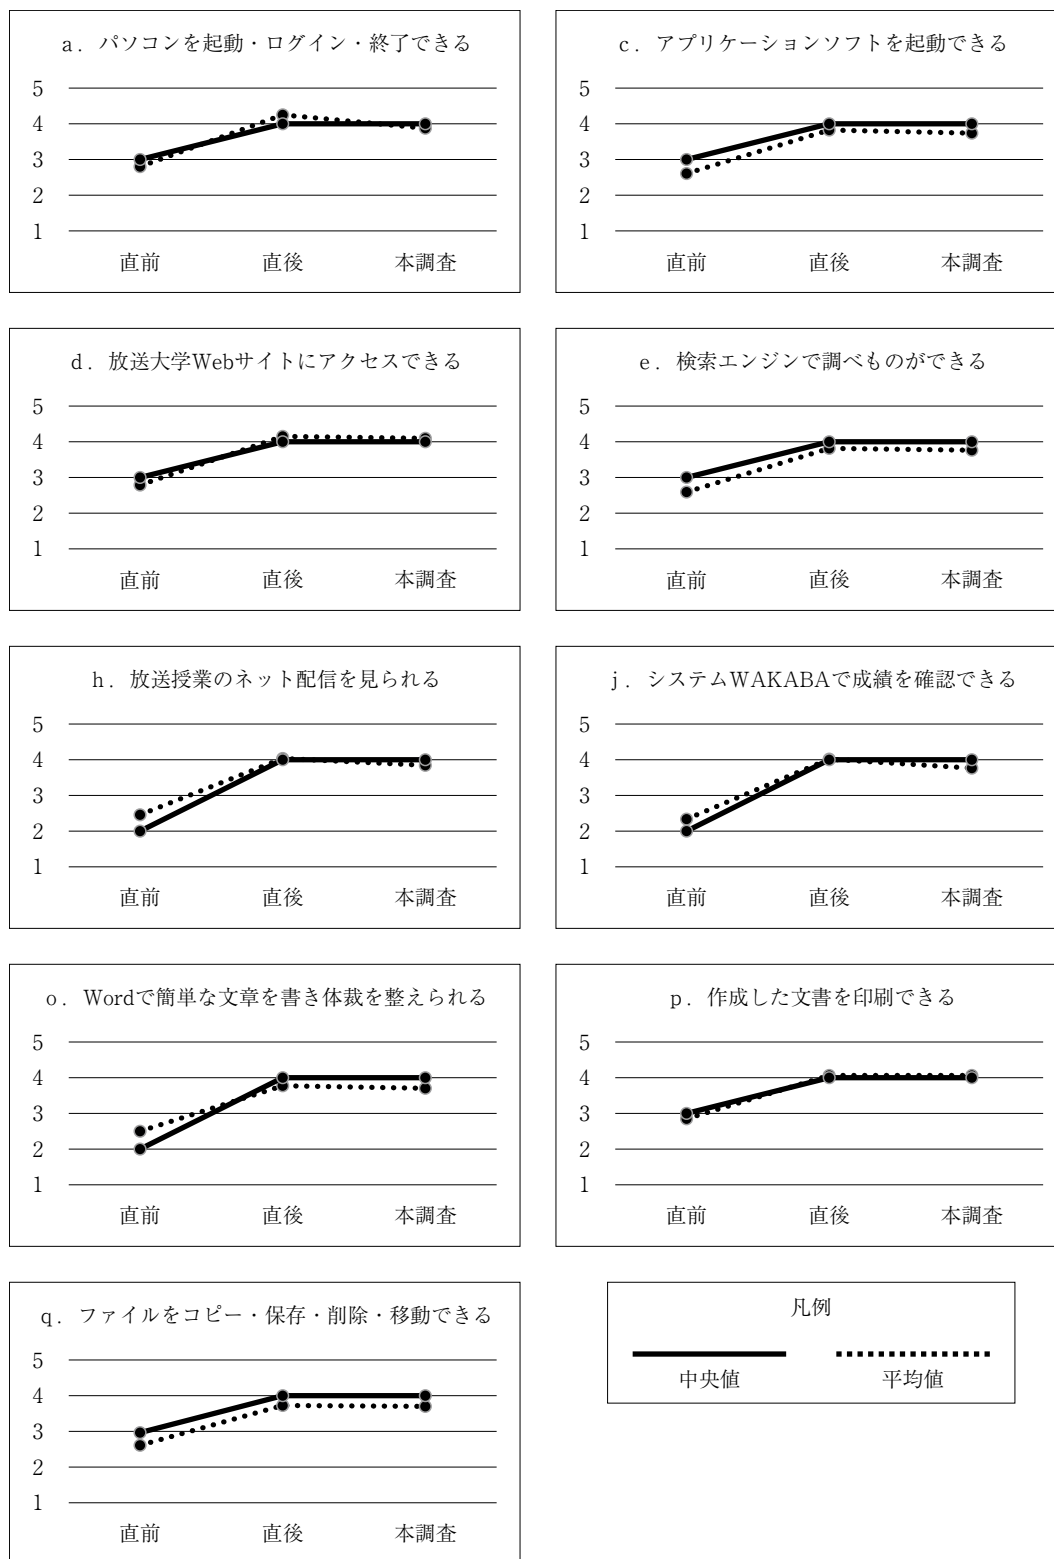 a．パソコンを起動・ログイン・終了できる
5
4
3
2
1
直前 直後 本調査
c．アプリケーションソフトを起動できる
5
4
3
2
1
直前 直後 本調査
d．放送大学Webサイトにアクセスできる
5
4
3
2
1
直前 直後 本調査
e．検索エンジンで調べものができる
5
4
3
2
1
直前 直後 本調査
h．放送授業のネット配信を見られる
5
4
3
2
1
直前 直後 本調査
j．システムWAKABAで成績を確認できる
5
4
3
2
1
直前 直後 本調査
o．Wordで簡単な文章を書き体裁を整えられる
5
4
3
2
1
直前 直後 本調査
p．作成した文書を印刷できる
5
4
3
2
1
直前 直後 本調査
q．ファイルをコピー・保存・削除・移動できる
5
4
3
2
1
直前 直後 本調査
凡例
中央値 平均値